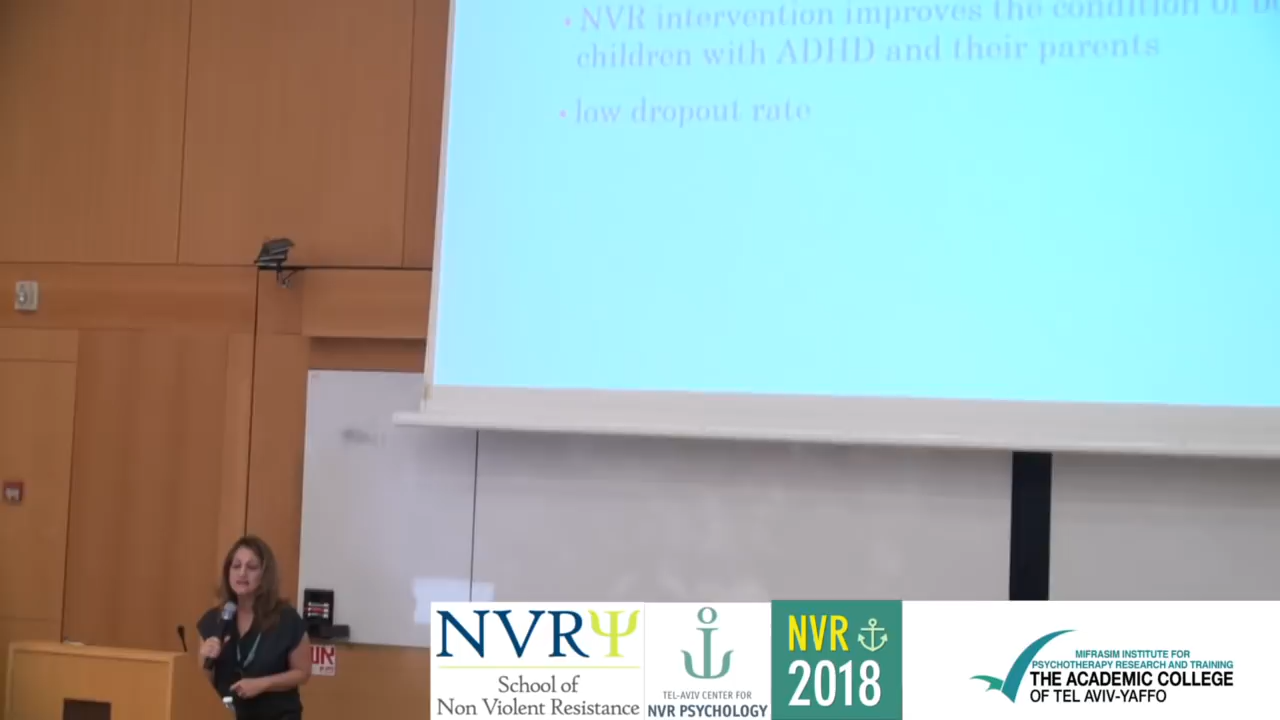 • NVR intervention improves the condition of
children with ADHD and their parents
• low dropout rate
אש
NVRΨ
School of
Non Violent Resistance
TEL-AVIV CENTER FOR
NVR PSYCHOLOGY
NVR
2018
MIFRASIM INSTITUTE FOR
PSYCHOTHERAPY RESEARCH AND TRAINING
THE ACADEMIC COLLEGE
OF TEL AVIV-YAFFO